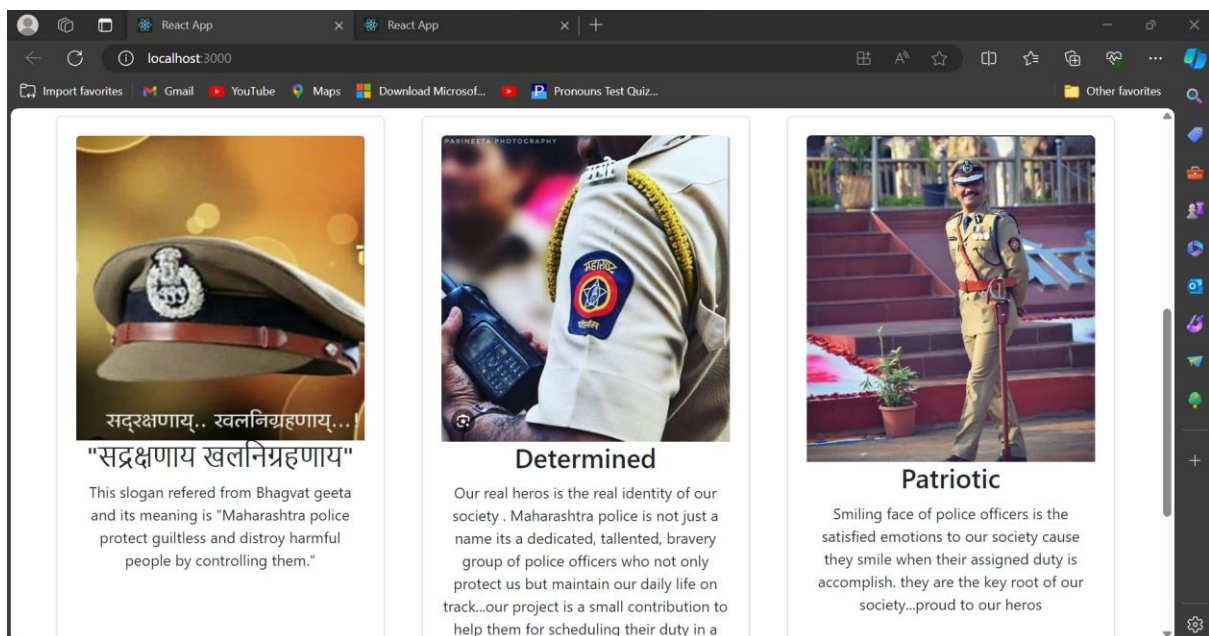 React App
React App
localhost:3000
Import favorites
Gmail
YouTube
Maps
Download Microsof...
Pronouns Test Quiz...
Other favorites
सद्‌रक्षणाय्.. खलनिग्रहणाय्...!
"सद्रक्षणाय खलनिग्रहणाय"
This slogan refered from Bhagvat geeta
and its meaning is "Maharashtra police
protect guiltless and distroy harmful
people by controlling them."
PARINEETA PHOTOGRAPHY
महाराष्ट्र
पोलीस
Determined
Our real heros is the real identity of our
society . Maharashtra police is not just a
name its a dedicated, tallented, bravery
group of police officers who not only
protect us but maintain our daily life on
track...our project is a small contribution to
help them for scheduling their duty in a
Patriotic
Smiling face of police officers is the
satisfied emotions to our society cause
they smile when their assigned duty is
accomplish. they are the key root of our
society...proud to our heros